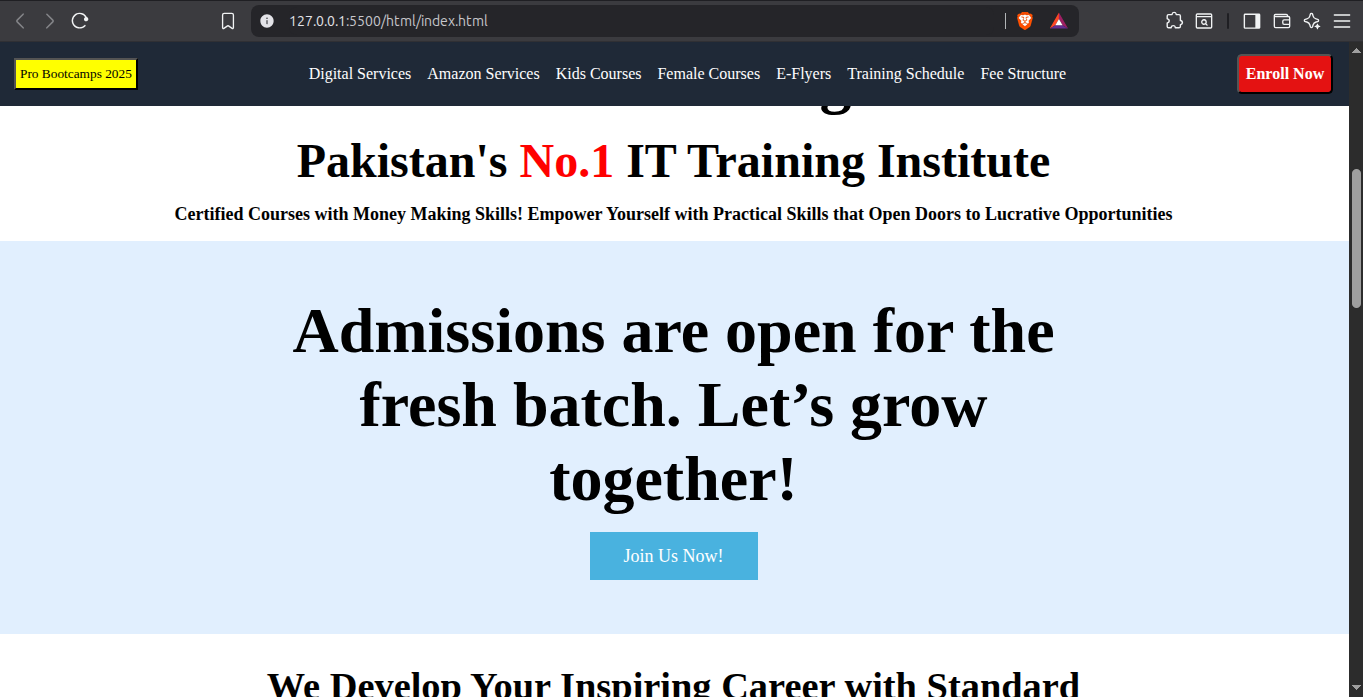 127.0.0.1:5500/html/index.html
Pro Bootcamps 2025
Digital Services Amazon Services Kids Courses Female Courses E-Flyers Training Schedule Fee Structure
Enroll Now
Pakistan's No.1 IT Training Institute
Certified Courses with Money Making Skills! Empower Yourself with Practical Skills that Open Doors to Lucrative Opportunities
Admissions are open for the
fresh batch. Let’s grow
together!
Join Us Now!
We Develop Your Inspiring Career with Standard